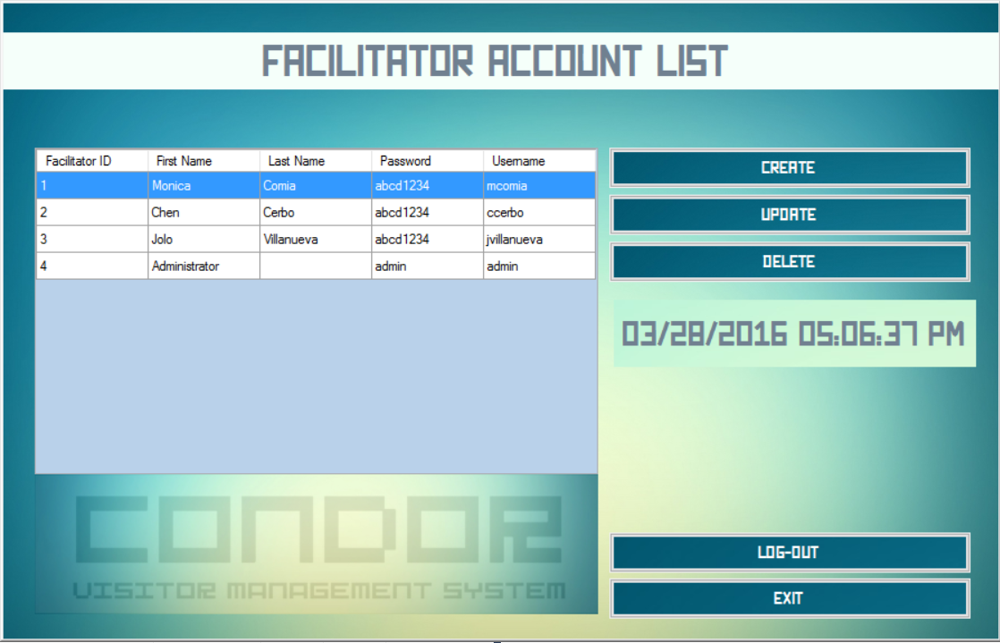 FACILITATOR ACCOUNT LIST
Facilitator ID First Name Last Name Password Username
1 Monica Comia abcd1234 mcomia
2 Chen Cerbo abcd1234 ccerbo
3 Jolo Villanueva abcd1234 jvillanueva
4 Administrator admin admin
CREATE
UPDATE
DELETE
03/28/2016 05:06:37 PM
CONDOR
VISITOR MANAGEMENT SYSTEM
LOG-OUT
EXIT